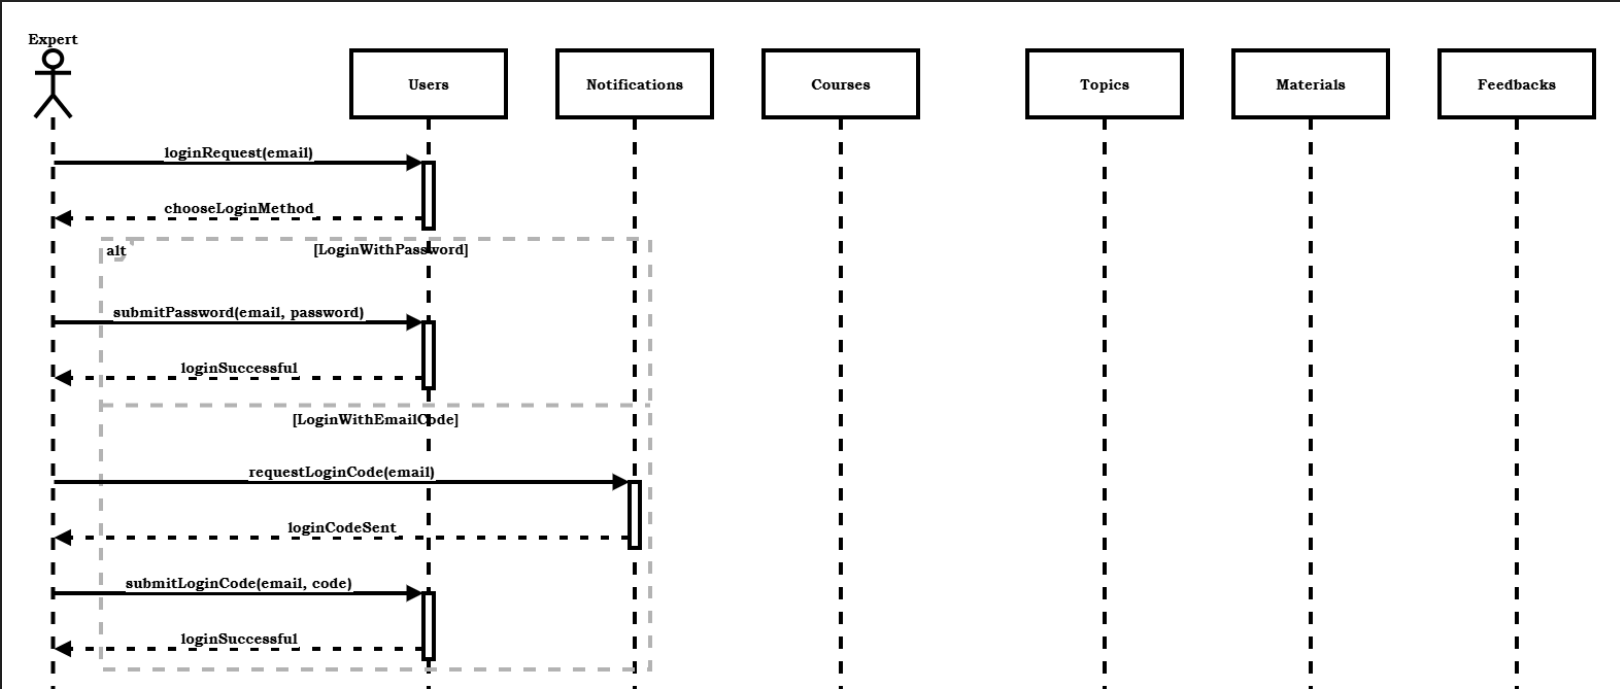 Expert
Users
Notifications
Courses
Topics
Materials
Feedbacks
loginRequest(email)
chooseLoginMethod
alt
[LoginWithPassword]
submitPassword(email, password)
loginSuccessful
[LoginWithEmailCode]
requestLoginCode(email)
loginCodeSent
submitLoginCode(email, code)
loginSuccessful